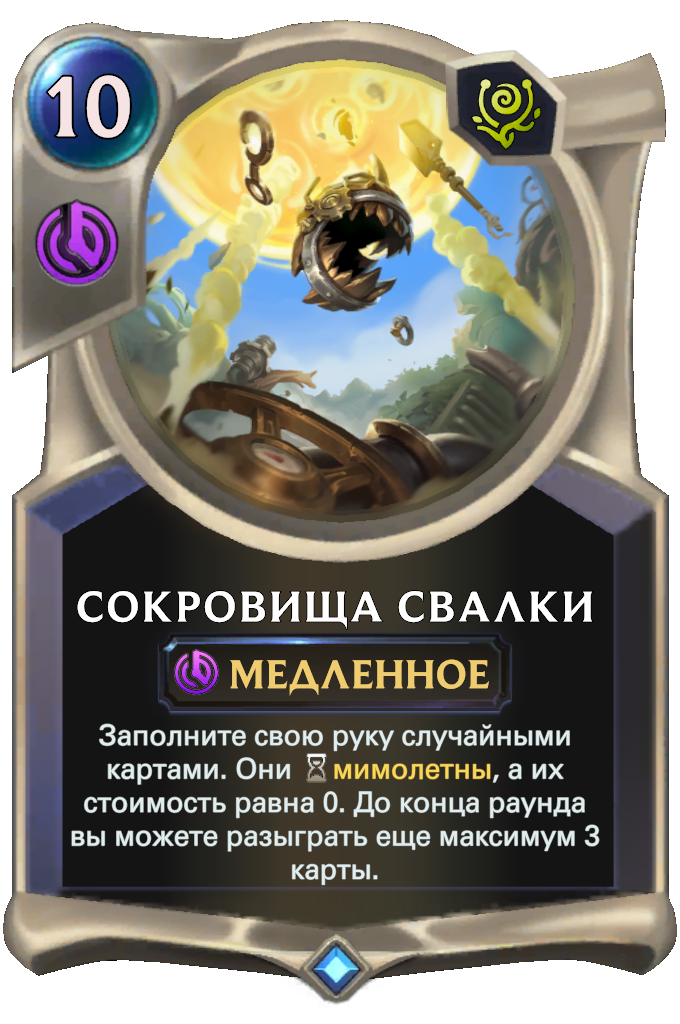 10
СОКРОВИЩА СВАЛКИ
МЕДЛЕННОЕ
Заполните свою руку случайными
картами. Они мимолетны, а их
стоимость равна 0. До конца раунда
вы можете разыграть еще максимум 3
карты.